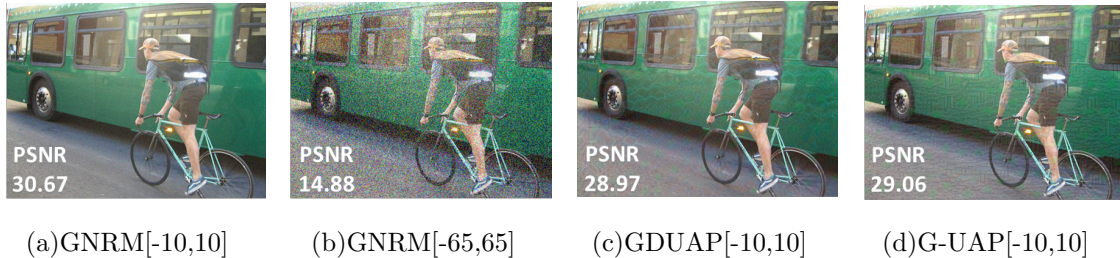 PSNR
30.67
PSNR
14.88
PSNR
28.97
PSNR
29.06
(a)GNRM[-10,10]
(b)GNRM[-65,65]
(c)GDUAP[-10,10]
(d)G-UAP[-10,10]